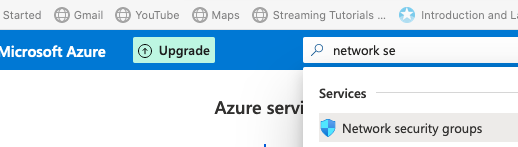 Started Gmail YouTube Maps Streaming Tutorials ... Introduction and La
Microsoft Azure Upgrade network se
Services
Azure servi
Network security groups